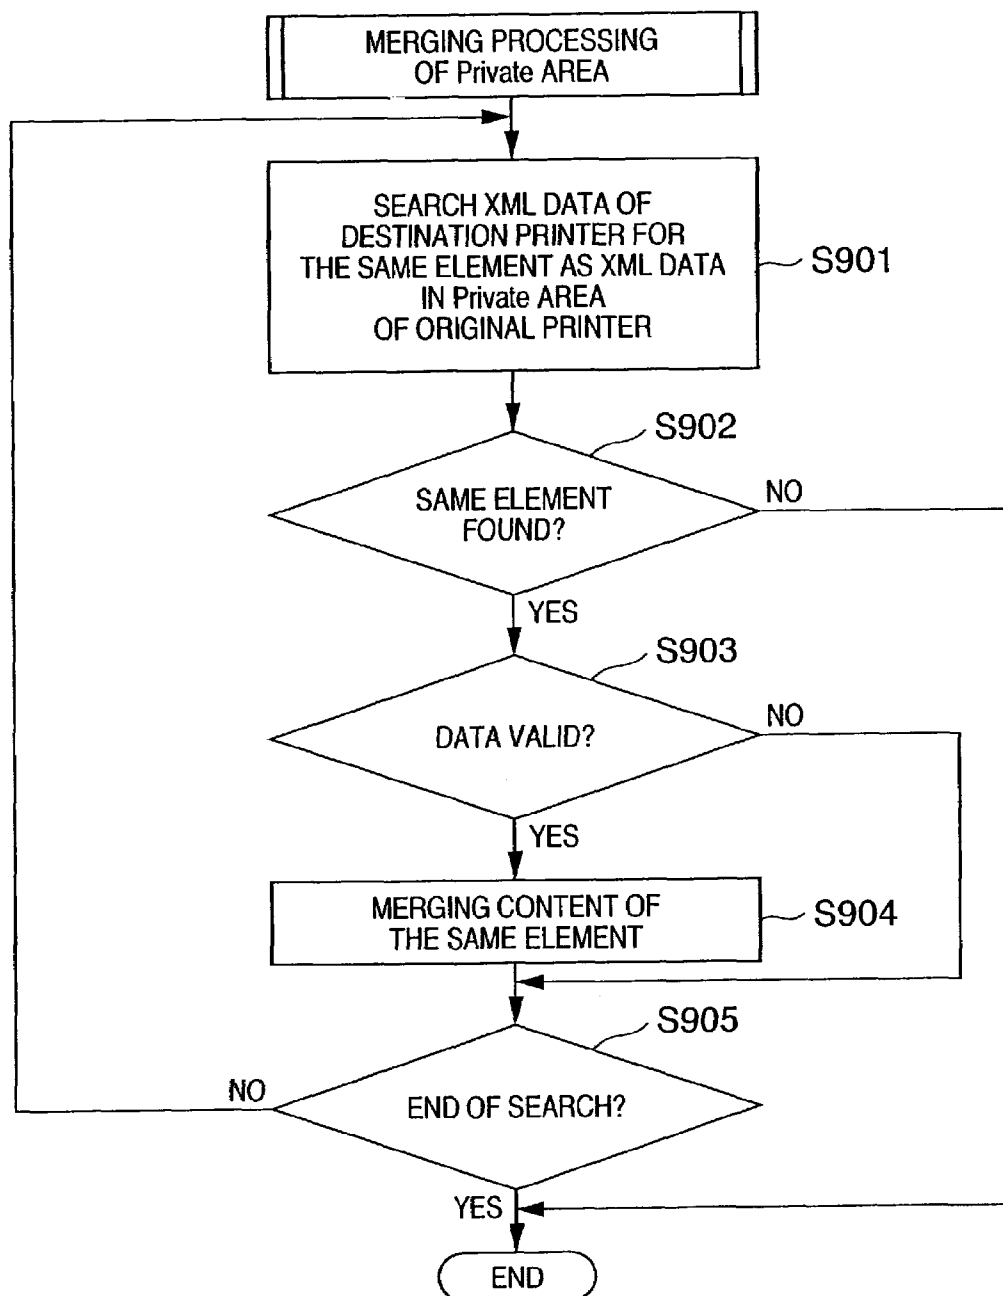 MERGING PROCESSING
OF Private AREA
SEARCH XML DATA OF
DESTINATION PRINTER FOR
THE SAME ELEMENT AS XML DATA
IN Private AREA
OF ORIGINAL PRINTER
S901
S902
SAME ELEMENT
FOUND?
NO
YES
S903
DATA VALID?
NO
YES
MERGING CONTENT OF
THE SAME ELEMENT
S904
S905
NO
END OF SEARCH?
YES
END